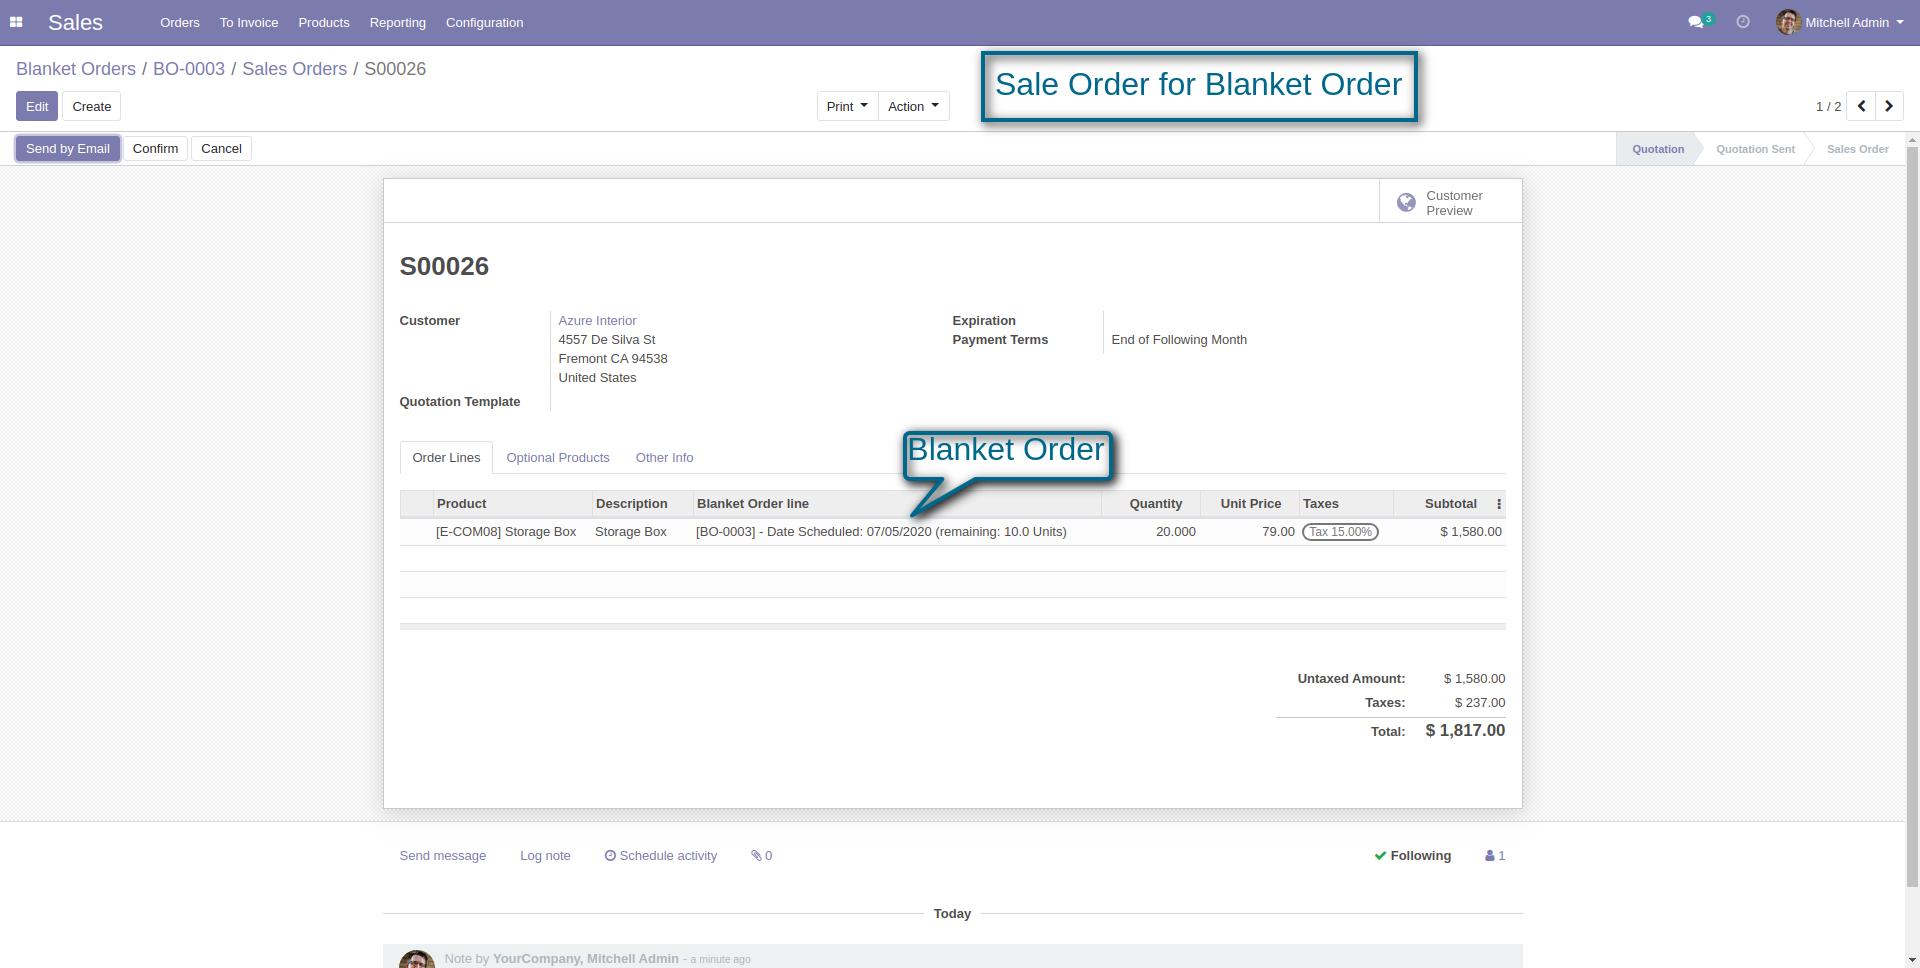 Sales Orders To Invoice Products Reporting Configuration 3 Mitchell Admin
Blanket Orders / BO-0003 / Sales Orders / S00026
Sale Order for Blanket Order
Edit Create Print Action 1 / 2
Send by Email Confirm Cancel Quotation Quotation Sent Sales Order
Customer
Preview
S00026
Customer Azure Interior Expiration
4557 De Silva St Payment Terms End of Following Month
Fremont CA 94538
United States
Quotation Template
Blanket Order
Order Lines Optional Products Other Info
Product Description Blanket Order line Quantity Unit Price Taxes Subtotal
[E-COM08] Storage Box Storage Box [BO-0003] - Date Scheduled: 07/05/2020 (remaining: 10.0 Units) 20.000 79.00 Tax 15.00% $ 1,580.00
Untaxed Amount: $ 1,580.00
Taxes: $ 237.00
Total: $ 1,817.00
Send message Log note Schedule activity 0 Following 1
Today
Note by YourCompany, Mitchell Admin - a minute ago